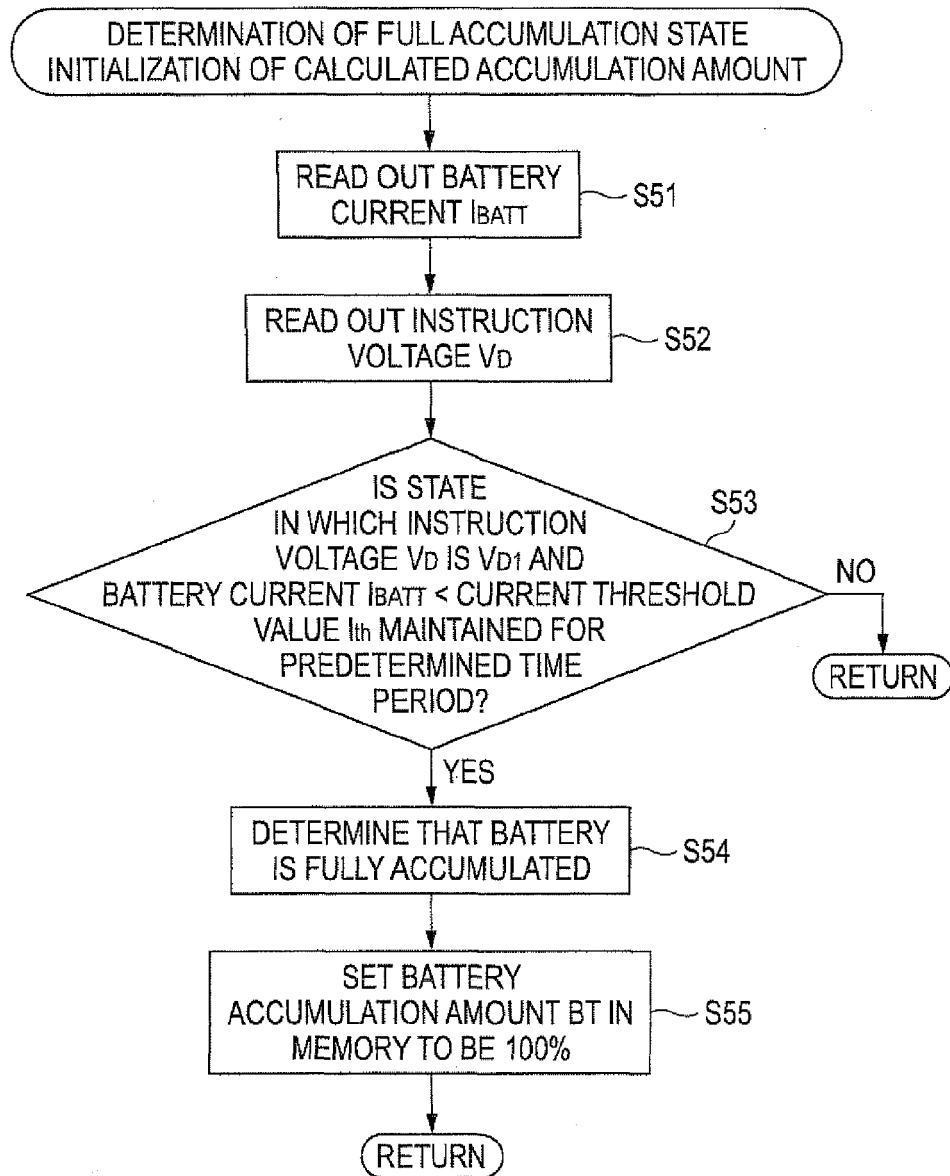 DETERMINATION OF FULL ACCUMULATION STATE
INITIALIZATION OF CALCULATED ACCUMULATION AMOUNT
READ OUT BATTERY
CURRENT IBATT
S51
READ OUT INSTRUCTION
VOLTAGE VD
S52
IS STATE
IN WHICH INSTRUCTION
VOLTAGE VD IS VD1 AND
BATTERY CURRENT IBATT < CURRENT THRESHOLD
VALUE Ith MAINTAINED FOR
PREDETERMINED TIME
PERIOD?
S53
NO
RETURN
YES
DETERMINE THAT BATTERY
IS FULLY ACCUMULATED
S54
SET BATTERY
ACCUMULATION AMOUNT BT IN
MEMORY TO BE 100%
S55
RETURN